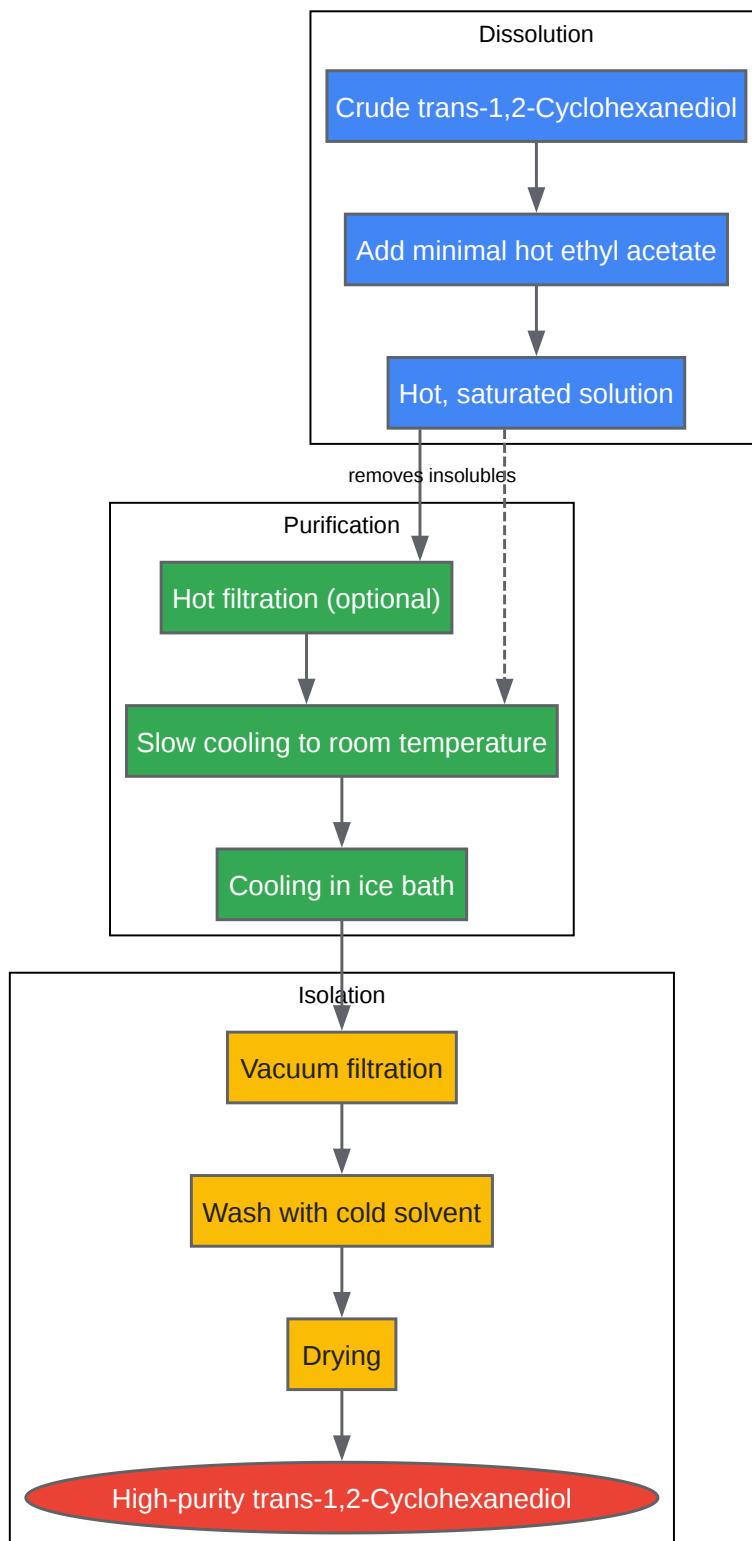 Dissolution
Crude trans-1,2-Cyclohexanediol
Add minimal hot ethyl acetate
Hot, saturated solution
removes insolubles
Purification
Hot filtration (optional)
Slow cooling to room temperature
Cooling in ice bath
Isolation
Vacuum filtration
Wash with cold solvent
Drying
High-purity trans-1,2-Cyclohexanediol